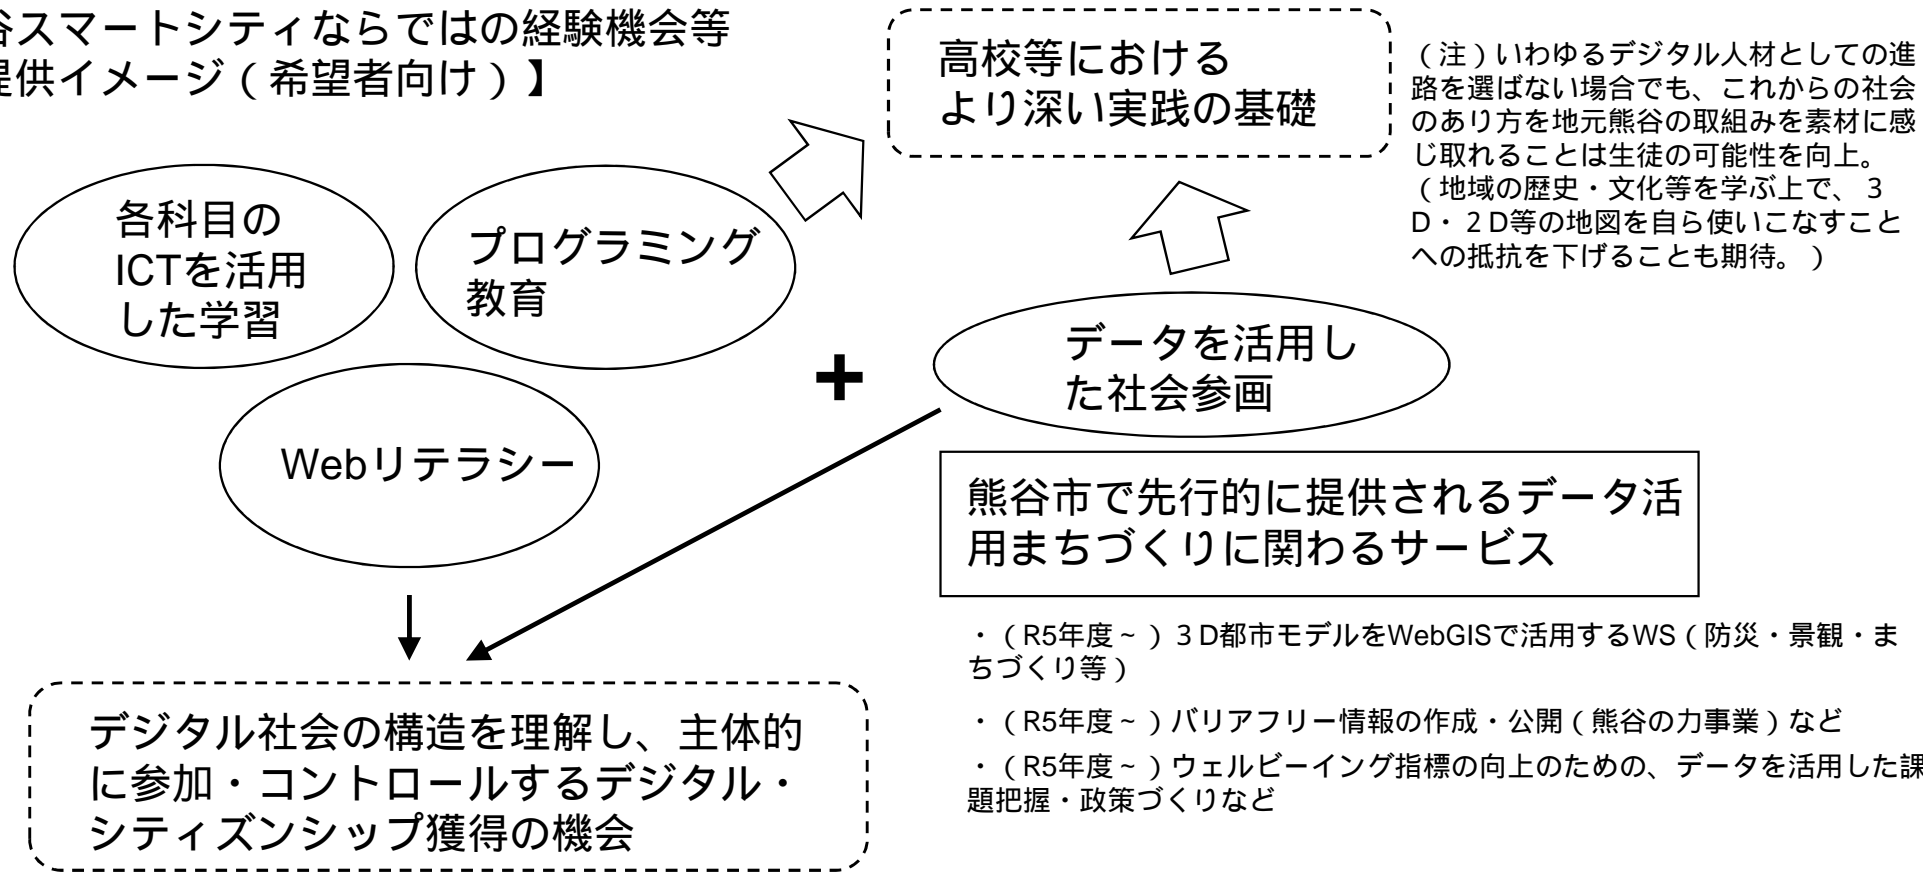 谷スマートシティならではの経験機会等
提供イメージ（希望者向け）】
高校等における
より深い実践の基礎
（注）いわゆるデジタル人材としての進
路を選ばない場合でも、これからの社会
のあり方を地元熊谷の取組みを素材に感
じ取れることは生徒の可能性を向上。
（地域の歴史・文化等を学ぶ上で、３
D・２D等の地図を自ら使いこなすこと
への抵抗を下げることも期待。）
各科目の
ICTを活用
した学習
プログラミング
教育
Webリテラシー
+
データを活用し
た社会参画
熊谷市で先行的に提供されるデータ活
用まちづくりに関わるサービス
・（R5年度～）３D都市モデルをWebGISで活用するWS（防災・景観・ま
ちづくり等）
・（R5年度～）バリアフリー情報の作成・公開（熊谷の力事業）など
・（R5年度～）ウェルビーイング指標の向上のための、データを活用した課
題把握・政策づくりなど
デジタル社会の構造を理解し、主体的
に参加・コントロールするデジタル・
シティズンシップ獲得の機会